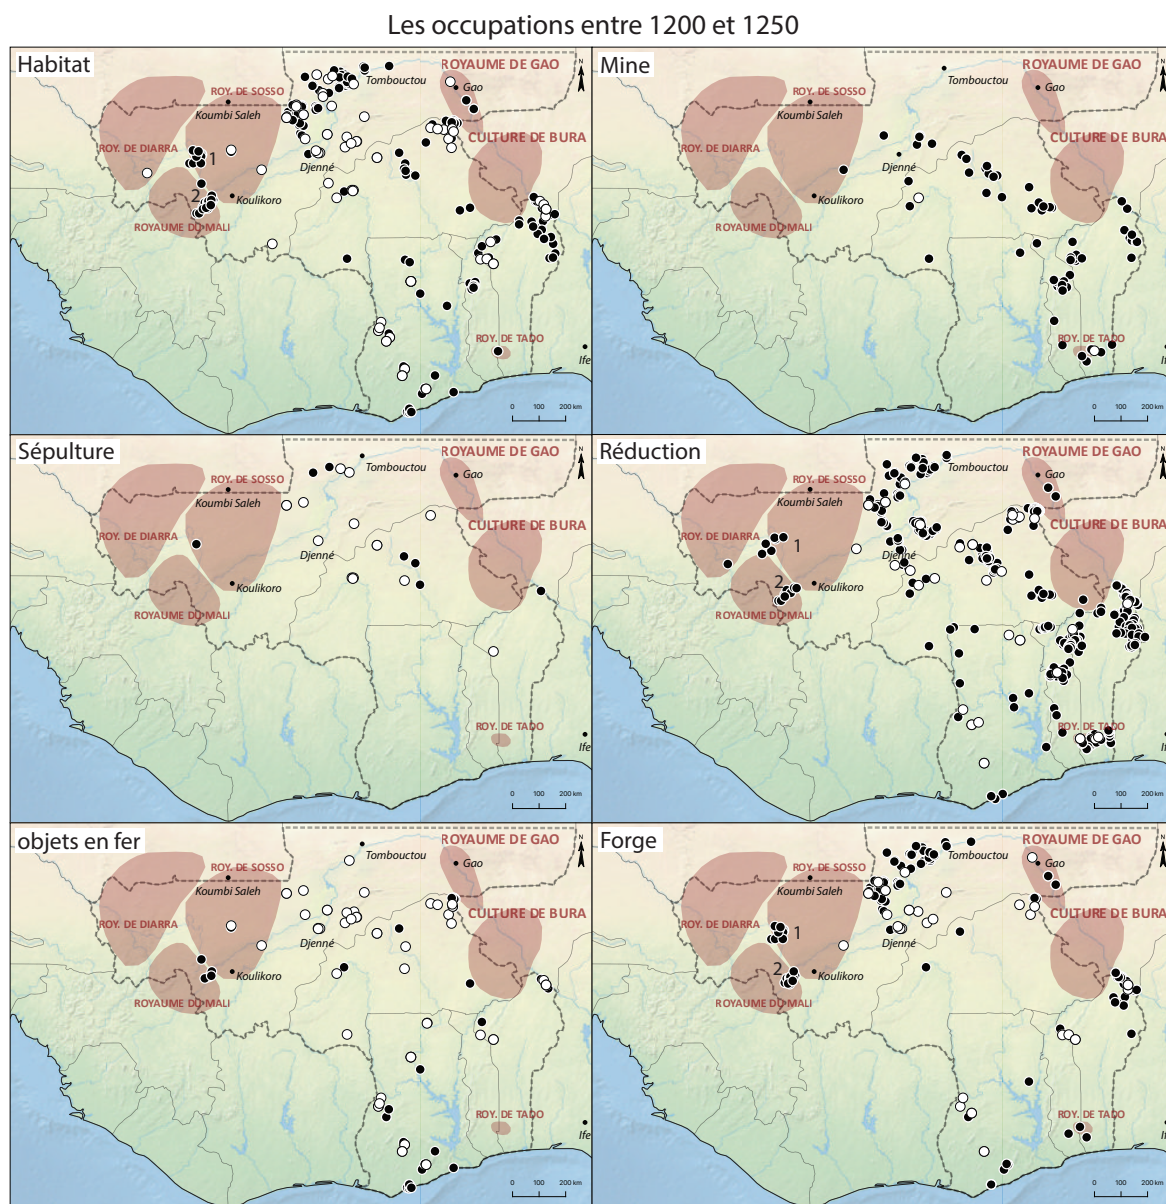 Les occupations entre 1200 et 1250
Habitat
ROYAUME DE GAO
N
Tombouctou
Gao
ROY. DE SOSSO
Koumbi Saleh
CULTURE DE BURA
ROY. DE DIARRA
1
Djenné
2
Koulikoro
ROYAUME DU MALI
ROY. DE TADO
Ife
0 100 200 km
Mine
ROYAUME DE GAO
N
Tombouctou
Gao
ROY. DE SOSSO
Koumbi Saleh
CULTURE DE BURA
ROY. DE DIARRA
Djenné
Koulikoro
ROYAUME DU MALI
ROY. DE TADO
Ife
0 100 200 km
Sépulture
ROYAUME DE GAO
N
Tombouctou
Gao
ROY. DE SOSSO
Koumbi Saleh
CULTURE DE BURA
ROY. DE DIARRA
Djenné
Koulikoro
ROYAUME DU MALI
ROY. DE TADO
Ife
0 100 200 km
Réduction
ROYAUME DE GAO
N
Tombouctou
Gao
ROY. DE SOSSO
Koumbi Saleh
CULTURE DE BURA
ROY. DE DIARRA
1
Djenné
2
Koulikoro
ROYAUME DU MALI
ROY. DE TADO
Ife
0 100 200 km
objets en fer
ROYAUME DE GAO
N
Tombouctou
Gao
ROY. DE SOSSO
Koumbi Saleh
CULTURE DE BURA
ROY. DE DIARRA
Djenné
Koulikoro
ROYAUME DU MALI
ROY. DE TADO
Ife
0 100 200 km
Forge
ROYAUME DE GAO
N
Tombouctou
Gao
ROY. DE SOSSO
Koumbi Saleh
CULTURE DE BURA
ROY. DE DIARRA
1
Djenné
2
Koulikoro
ROYAUME DU MALI
ROY. DE TADO
Ife
0 100 200 km